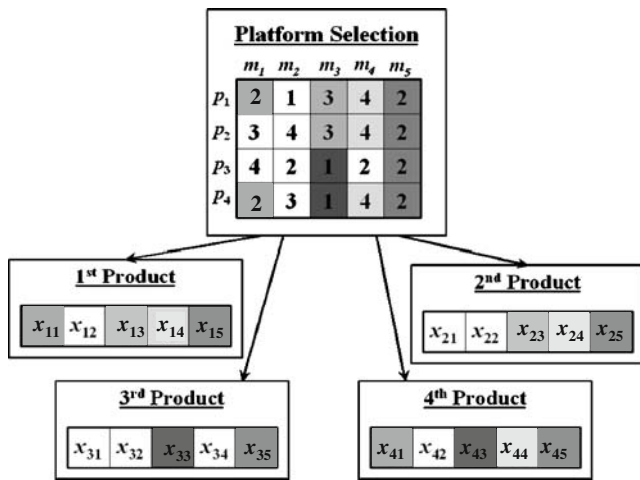 Platform Selection
m1 m2 m3 m4 m5
p1 2 1 3 4 2
p2 3 4 3 4 2
p3 4 2 1 2 2
p4 2 3 1 4 2
1st Product
x11 x12 x13 x14 x15
2nd Product
x21 x22 x23 x24 x25
3rd Product
x31 x32 x33 x34 x35
4th Product
x41 x42 x43 x44 x45